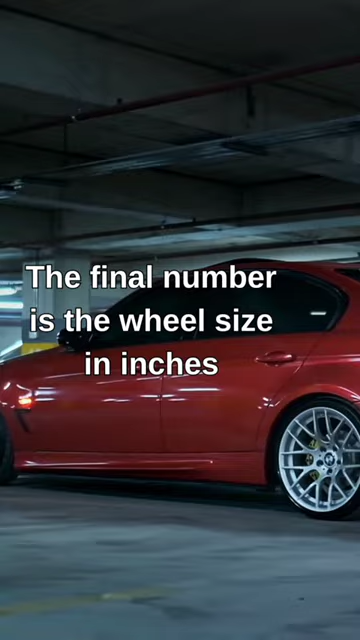 The final number
is the wheel size
in inches